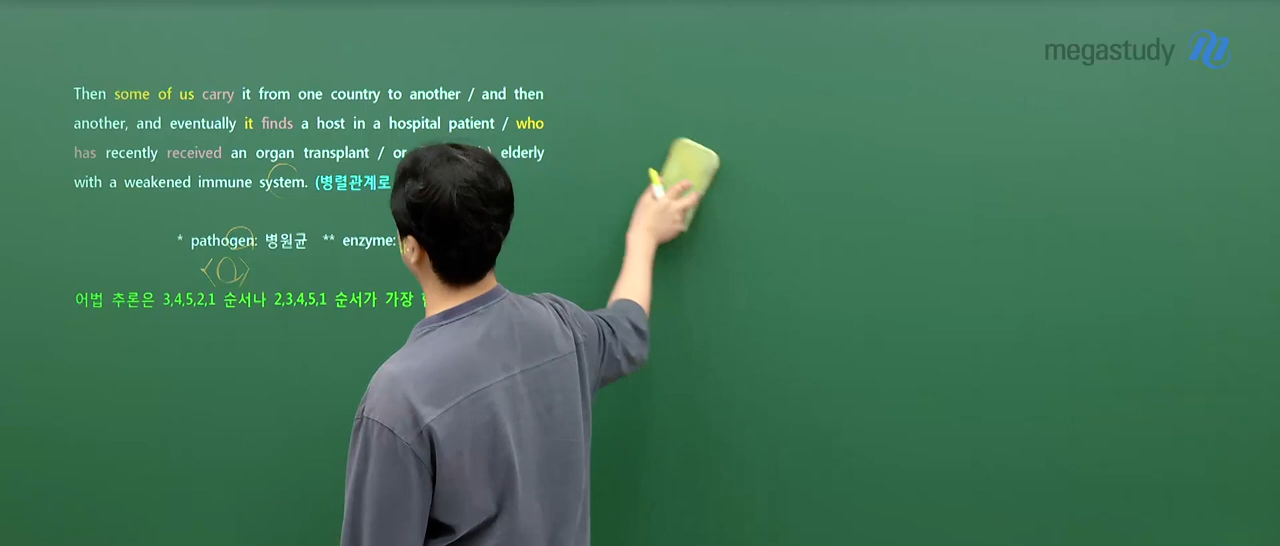 megastudy
Then some of us carry it from one country to another / and then
another, and eventually it finds a host in a hospital patient / who
has recently received an organ transplant / or elderly
with a weakened immune system. (병렬관계로
* pathogen: 병원균 ** enzyme:
어법 추론은 3,4,5,2,1 순서나 2,3,4,5,1 순서가 가장